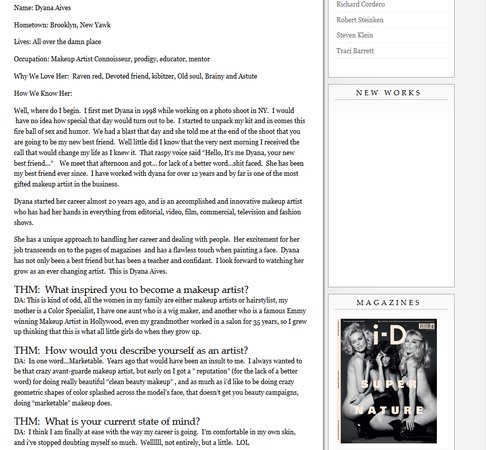 Name: Dyana Aives
Hometown: Brooklyn, New Yawk
Lives: All over the damn place
Occupation: Makeup Artist Connoisseur, prodigy, educator, mentor
Why We Love Her:  Raven red, Devoted friend, kibitzer, Old soul, Brainy and Astute
How We Know Her:
Well, where do I begin.  I first met Dyana in 1998 while working on a photo shoot in NY.  I would
have no idea how special that day would turn out to be.  I started to unpack my kit and in comes this
fire ball of sex and humor.  We had a blast that day and she told me at the end of the shoot that you
are going to be my new best friend.  Well little did I know that the very next morning I received the
call that would change my life as I knew it.  That raspy voice said "Hello, It's me Dyana, your new
best friend..."   We meet that afternoon and got... for lack of a better word...shit faced.  She has been
my best friend ever since.  I have worked with dyana for over 12 years and by far is one of the most
gifted makeup artist in the business.
Dyana started her career almost 20 years ago, and is an accomplished and innovative makeup artist
who has had her hands in everything from editorial, video, film, commercial, television and fashion
shows.
She has a unique approach to handling her career and dealing with people.  Her excitement for her
job transcends on to the pages of magazines  and has a flawless touch when painting a face.  Dyana
has not only been a best friend but has been a teacher and confidant.  I look forward to watching her
grow as an ever changing artist.  This is Dyana Aives.
THM:  What inspired you to become a makeup artist?
DA: This is kind of odd, all the women in my family are either makeup artists or hairstylist, my
mother is a Color Specialist, I have one aunt who is a wig maker, and another who is a famous Emmy
winning Makeup Artist in Hollywood, even my grandmother worked in a salon for 35 years, so I grew
up thinking that this is what all little girls do when they grow up.
THM:  How would you describe yourself as an artist?
DA:  In one word...Marketable.  Years ago that would have been an insult to me.  I always wanted to
be that crazy avant-guarde makeup artist, but early on I got a " reputation" (for the lack of a better
word) for doing really beautiful "clean beauty makeup" , and as much as i'd like to be doing crazy
geometric shapes of color splashed across the model's face, that doesn't get you beauty campaigns,
doing "marketable" makeup does.
THM:  What is your current state of mind?
DA:  I think I am finally at ease with the way my career is going.  I'm comfortable in my own skin,
and i've stopped doubting myself so much.  Wellllll, not entirely, but a little.  LOL
Richard Cordero
Robert Steinken
Steven Klein
Traci Barrett
NEW WORKS
MAGAZINES
i-D
SUPER
NATURE